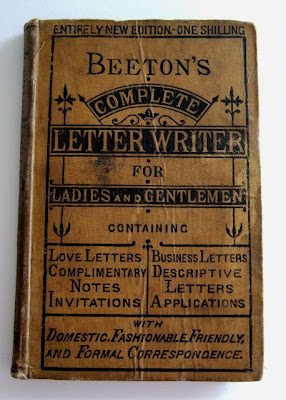 ENTIRELY NEW EDITION-ONE SHILLING
BEETON'S
COMPLETE
LETTER WRITER
FOR
LADIES AND GENTLEMEN
CONTAINING
LOVE LETTERS
COMPLIMENTARY
NOTES
INVITATIONS
BUSINESS LETTERS
DESCRIPTIVE
LETTERS
APPLICATIONS
WITH
DOMESTIC, FASHIONABLE, FRIENDLY,
AND FORMAL CORRESPONDENCE.